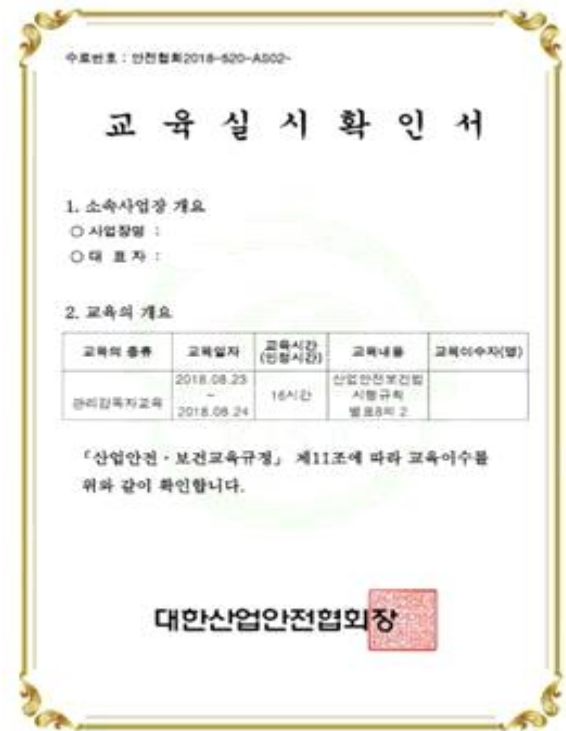 수료번호 : 안전협회2018-520-AS02-
교 육 실 시 확 인 서
1. 소속사업장 개요
○ 사업장명 :
○ 대 표 자 :
2. 교육의 개요
교육의 종류 교육일자 교육시간 (인정시간) 교육내용 교육이수자(명)
관리감독자교육 2018.08.23 ~ 2018.08.24 16시간 산업안전보건법 시행규칙 별표8의 2
「산업안전·보건교육규정」 제11조에 따라 교육이수를
위와 같이 확인합니다.
대한산업안전협회장